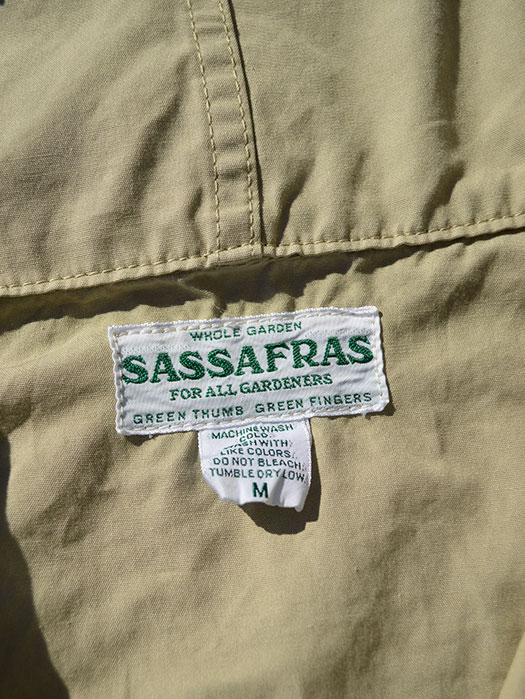 WHOLE GARDEN
SASSAFRAS
FOR ALL GARDENERS
GREEN THUMB GREEN FINGERS
MACHINE WASH
COLD.
WASH WITH
LIKE COLORS.
DO NOT BLEACH.
TUMBLE DRY LOW.
M